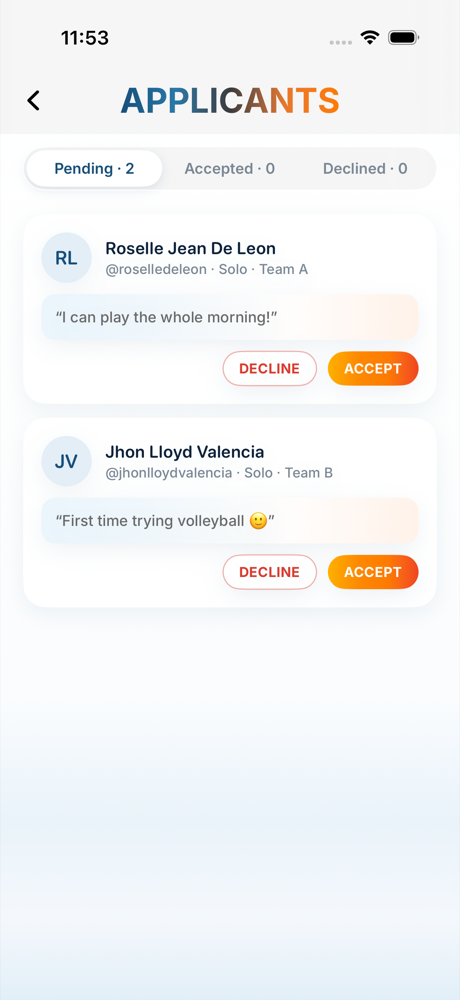 11:53
APPLICANTS
Pending · 2
Accepted · 0
Declined · 0
RL
Roselle Jean De Leon
@roselledeleon · Solo · Team A
“I can play the whole morning!”
DECLINE
ACCEPT
JV
Jhon Lloyd Valencia
@jhonlloydvalencia · Solo · Team B
“First time trying volleyball 🙂”
DECLINE
ACCEPT